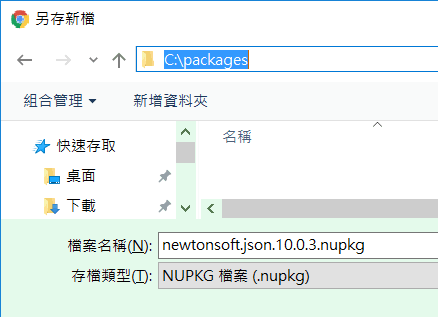 另存新檔
C:\packages
組合管理 新增資料夾
快速存取 名稱
桌面
下載
檔案名稱(N): newtonsoft.json.10.0.3.nupkg
存檔類型(T): NUPKG 檔案 (.nupkg)